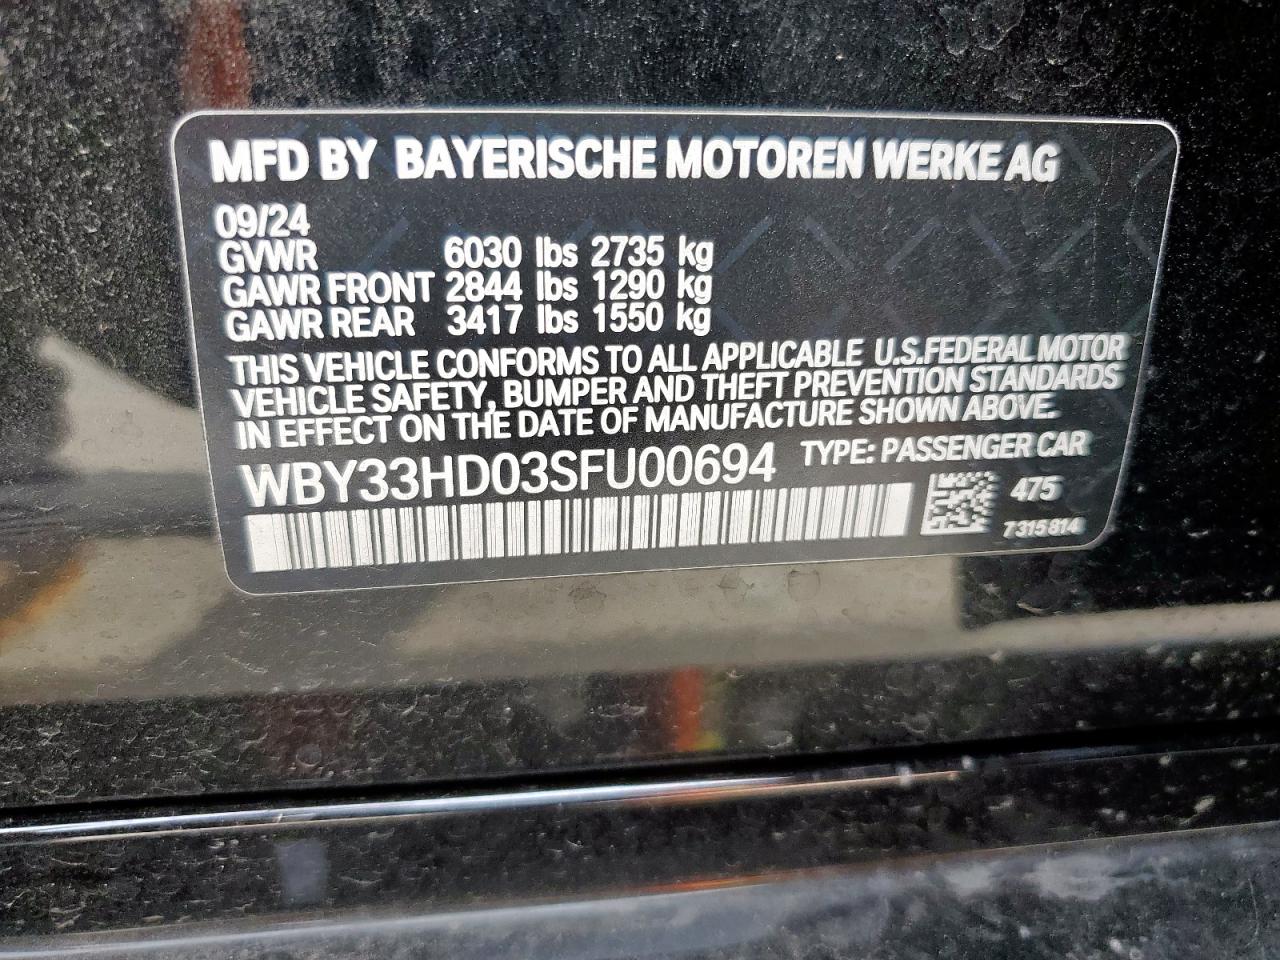 MFD BY BAYERISCHE MOTOREN WERKE AG
09/24
GVWR 6030 lbs 2735 kg
GAWR FRONT 2844 lbs 1290 kg
GAWR REAR 3417 lbs 1550 kg
THIS VEHICLE CONFORMS TO ALL APPLICABLE U.S.FEDERAL MOTOR
VEHICLE SAFETY, BUMPER AND THEFT PREVENTION STANDARDS
IN EFFECT ON THE DATE OF MANUFACTURE SHOWN ABOVE.
WBY33HD03SFU00694 TYPE: PASSENGER CAR
475
7315814